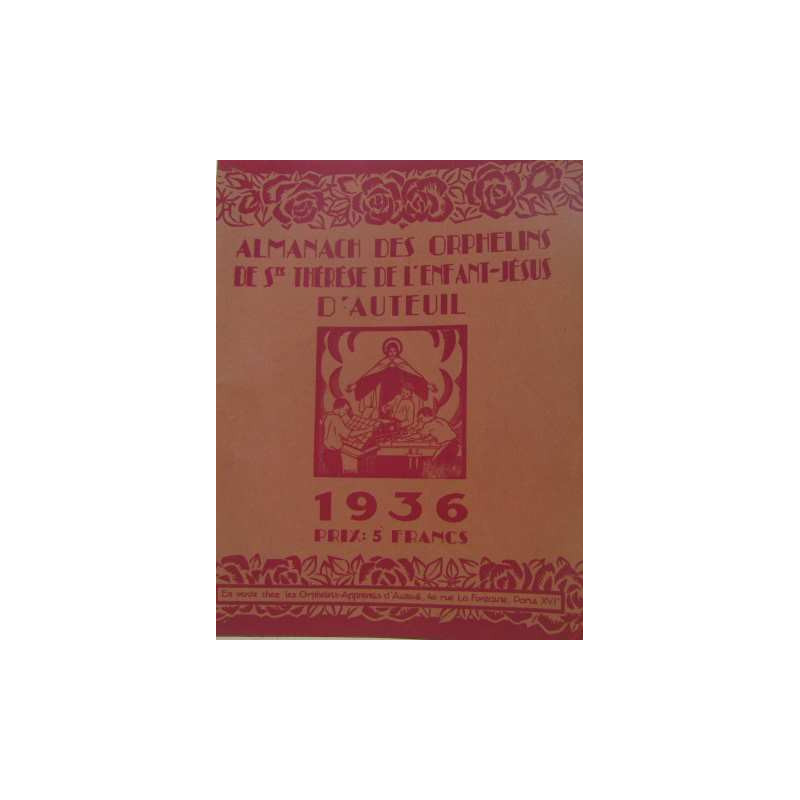 ALMANACH DES ORPHELINS
DE STE THÉRÈSE DE L'ENFANT-JÉSUS
D'AUTEUIL
1936
PRIX: 5 FRANCS
En vente chez les Orphelins-Apprentis d'Auteuil, 40 rue La Fontaine, Paris XVIe